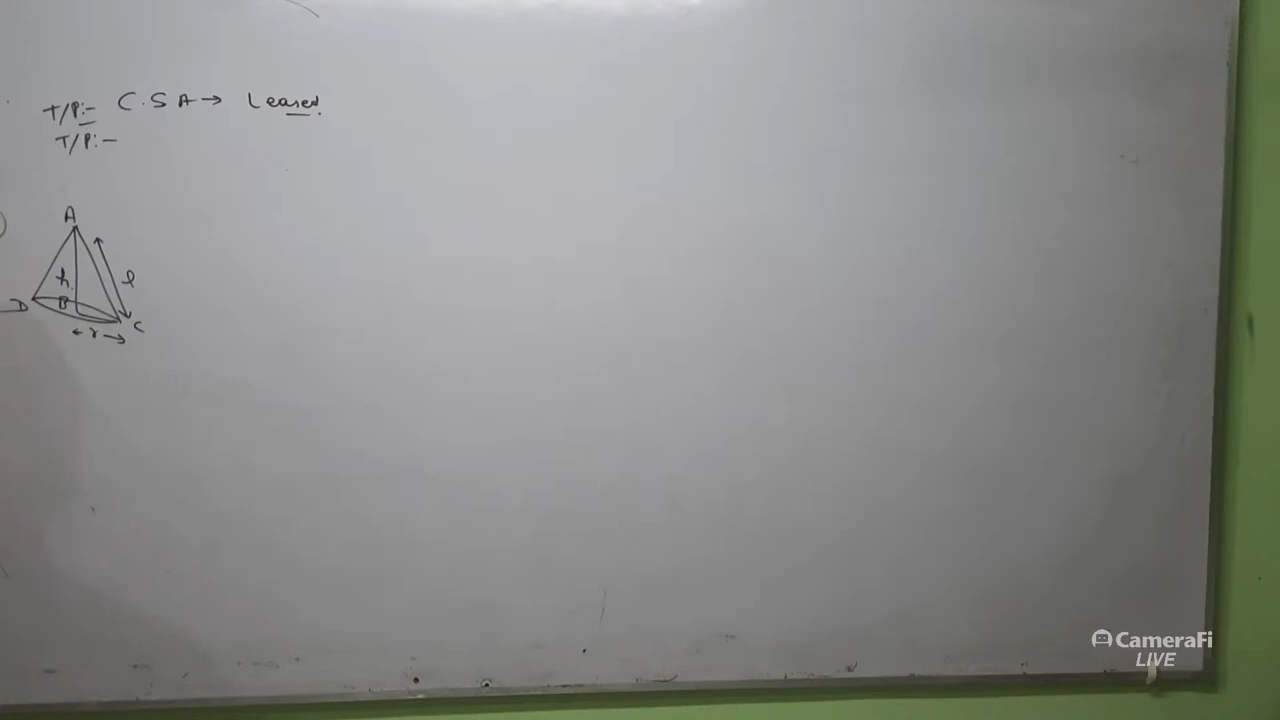 T/P:- C.S A → Leased.
T/P:-
A
h
l
D
B
C
← r →
CameraFi
LIVE